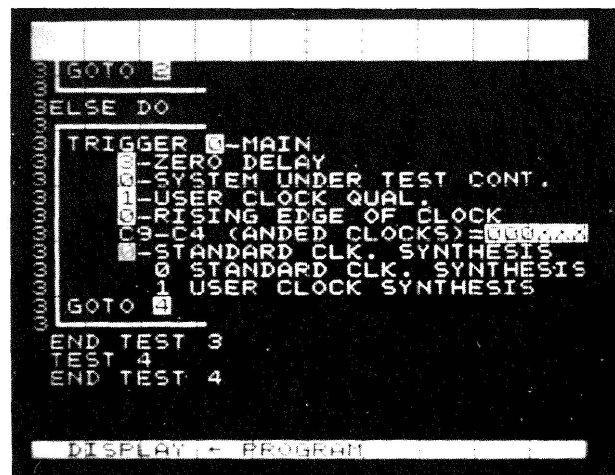 3 GOTO 2
3
3ELSE DO
3
3 TRIGGER 0-MAIN
3 -ZERO DELAY
3 0-SYSTEM UNDER TEST CONT.
3 1-USER CLOCK QUAL.
3 0-RISING EDGE OF CLOCK
3 C9-C4 (ANDED CLOCKS)=000XXX
3 -STANDARD CLK. SYNTHESIS
3 0 STANDARD CLK. SYNTHESIS
3 1 USER CLOCK SYNTHESIS
3 GOTO 4
3
END TEST 3
TEST 4
END TEST 4
DISPLAY ← PROGRAM